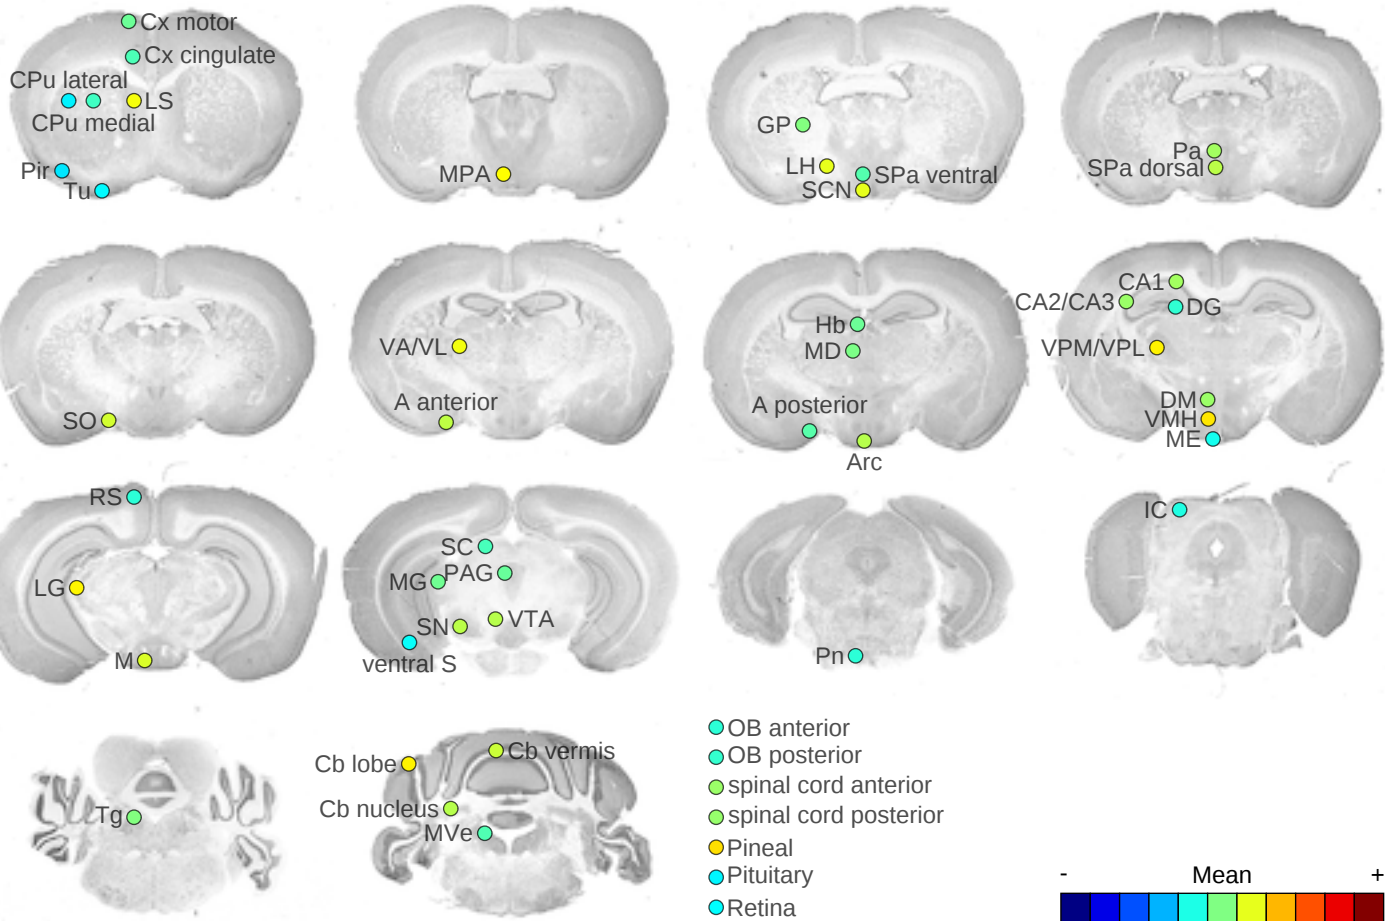 Cx motor
Cx cingulate
CPu lateral
LS
CPu medial
Pir
Tu
MPA
GP
LH
SPa ventral
SCN
Pa
SPa dorsal
SO
VA/VL
A anterior
Hb
MD
A posterior
Arc
CA1
CA2/CA3
DG
VPM/VPL
DM
VMH
ME
RS
LG
M
SC
PAG
MG
VTA
SN
ventral S
Pn
IC
Tg
Cb vermis
Cb lobe
Cb nucleus
MVe
OB anterior
OB posterior
spinal cord anterior
spinal cord posterior
Pineal
Pituitary
Retina
- Mean +